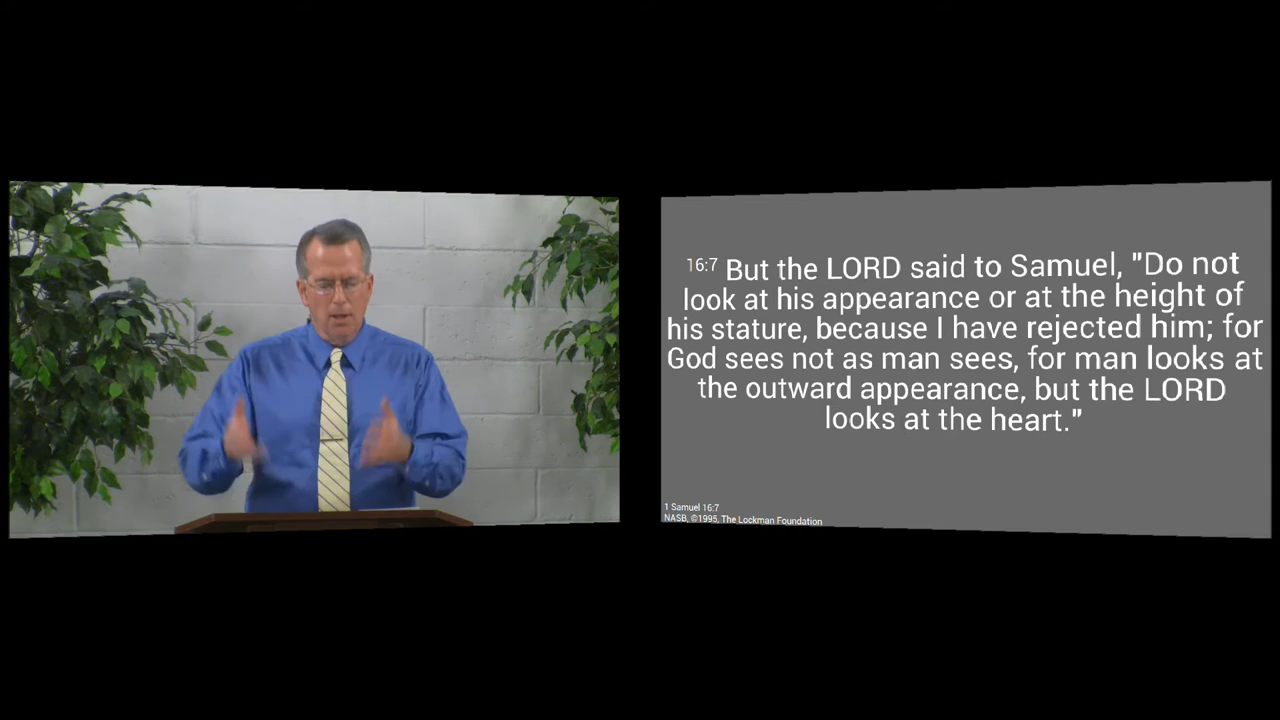 16:7 But the LORD said to Samuel, "Do not
look at his appearance or at the height of
his stature, because I have rejected him; for
God sees not as man sees, for man looks at
the outward appearance, but the LORD
looks at the heart."
1 Samuel 16:7
NASB, ©1995, The Lockman Foundation